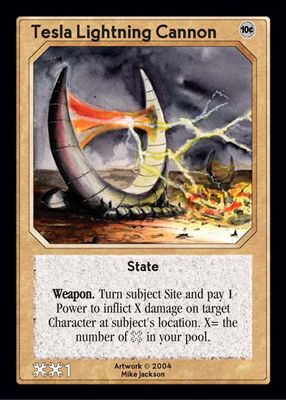 Tesla Lightning Cannon 10¢
State
Weapon. Turn subject Site and pay 1
Power to inflict X damage on target
Character at subject's location. X= the
number of in your pool.
1
Artwork © 2004
Mike Jackson